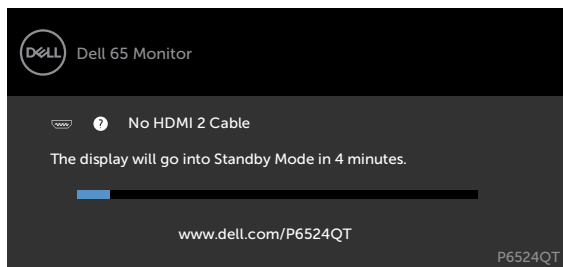 DELL
Dell 65 Monitor
? No HDMI 2 Cable
The display will go into Standby Mode in 4 minutes.
www.dell.com/P6524QT
P6524QT